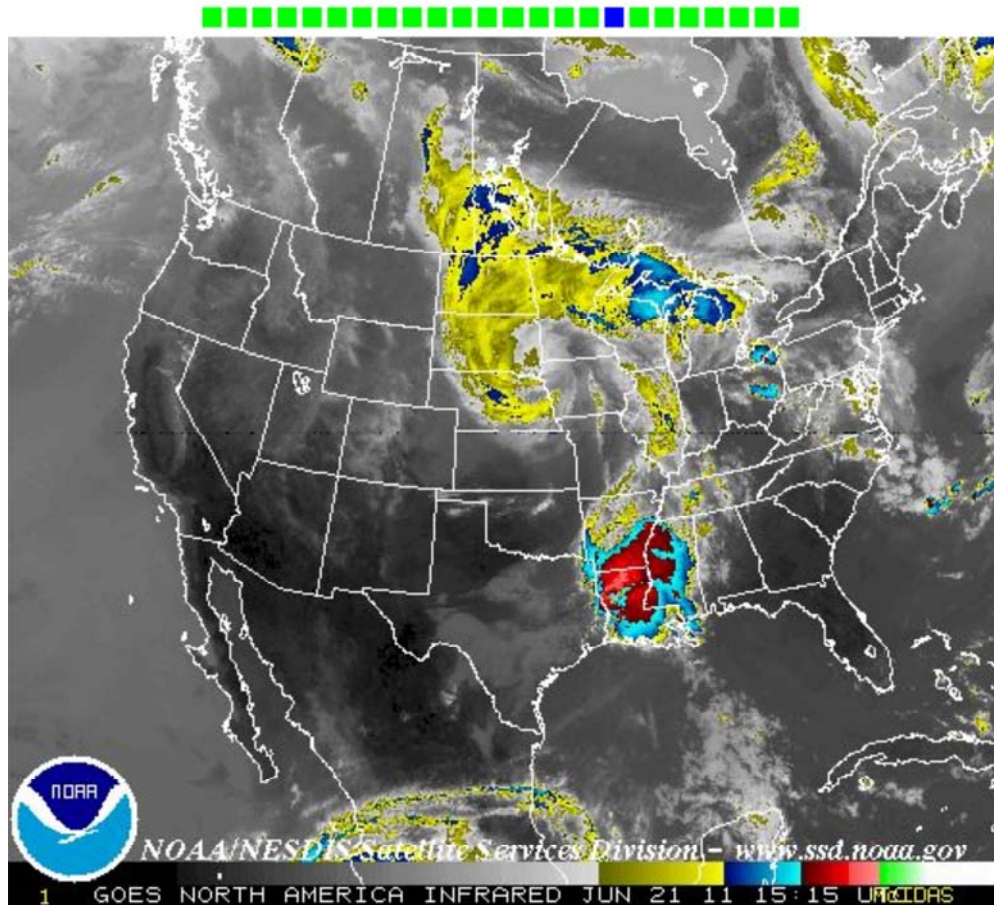 NOAA
NOAA/NESDIS Satellite Services Division - www.ssd.noaa.gov
1 GOES NORTH AMERICA INFRARED JUN 21 11 15:15 UTC McIDAS